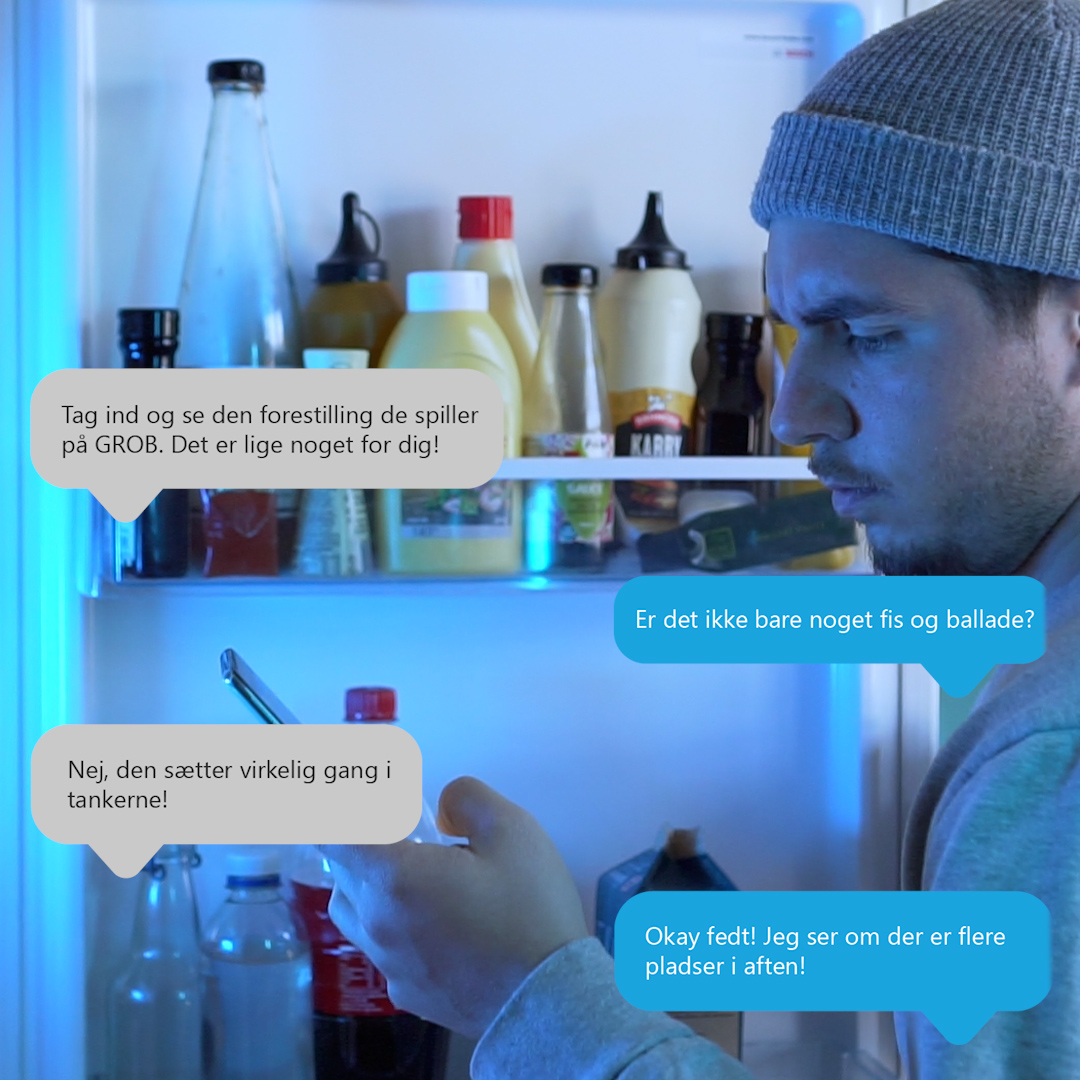 Tag ind og se den forestilling de spiller
på GROB. Det er lige noget for dig!
KARRY
SAUCE
Er det ikke bare noget fis og ballade?
Nej, den sætter virkelig gang i
tankerne!
Okay fedt! Jeg ser om der er flere
pladser i aften!